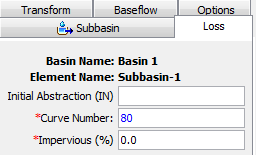 Transform Baseflow Options
Subbasin Loss
Basin Name: Basin 1
Element Name: Subbasin-1
Initial Abstraction (IN)
*Curve Number: 80
*Impervious (%) 0.0